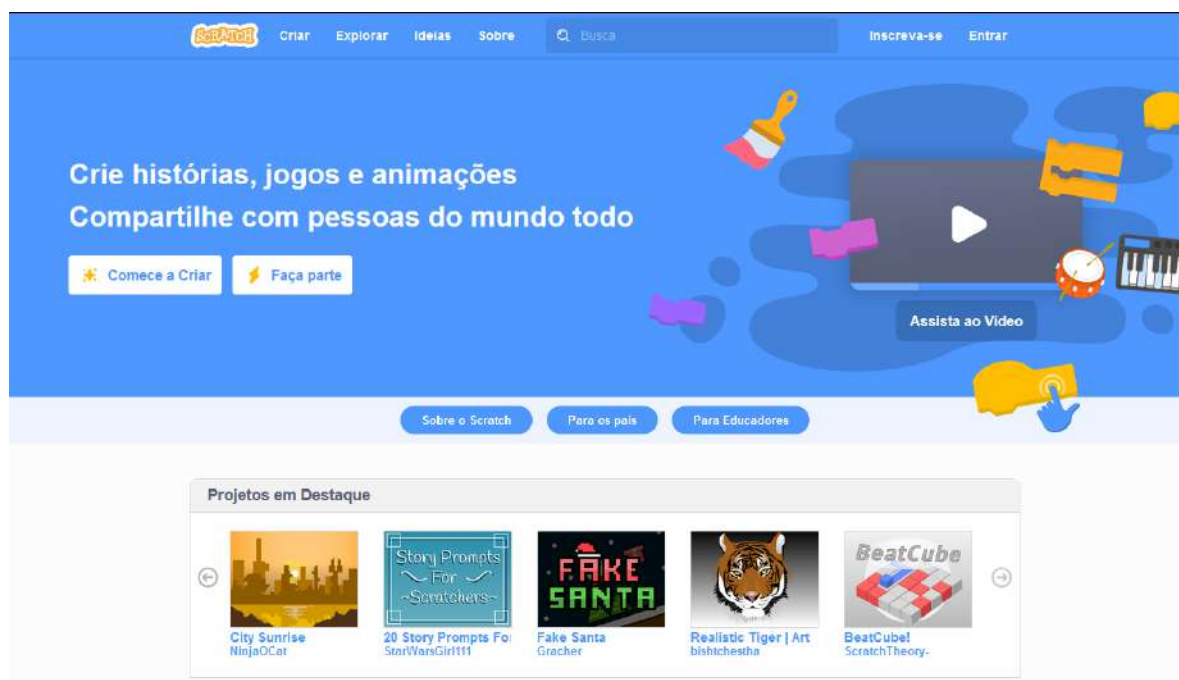 SCRATCH Criar Explorar Ideias Sobre Busca Inscreva-se Entrar
Crie histórias, jogos e animações
Compartilhe com pessoas do mundo todo
Comece a Criar Faça parte
Assista ao Vídeo
Sobre o Scratch Para os pais Para Educadores
Projetos em Destaque
Story Prompts
For
~Scratchers~
FAKE
SANTA
BeatCube
City Sunrise 20 Story Prompts For Fake Santa Realistic Tiger | Art BeatCube!
NinjaOCat StarWarsGirl111 Gracher bishtchestha ScratchTheory-